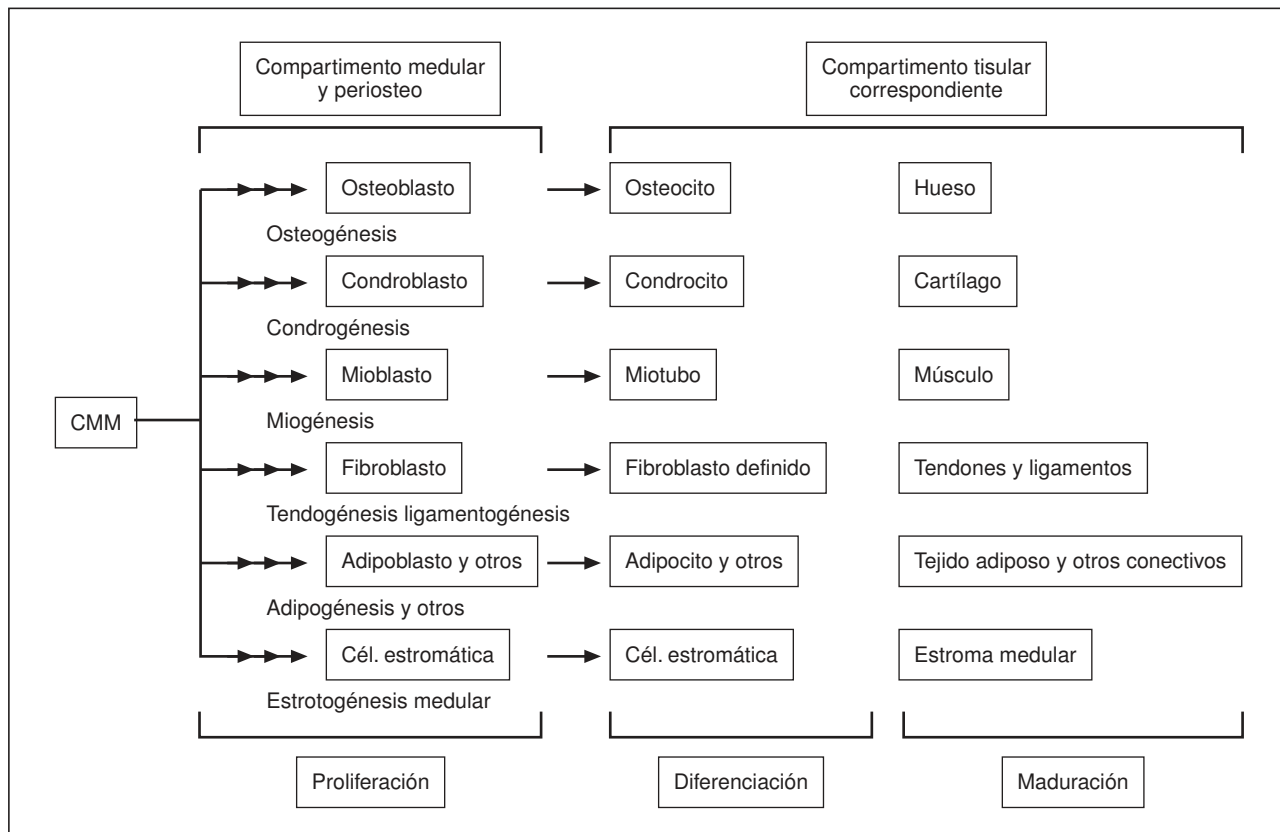 Compartimento medular
y periosteo
Compartimento tisular
correspondiente
Osteoblasto
Osteocito
Hueso
Osteogénesis
Condroblasto
Condrocito
Cartílago
Condrogénesis
Mioblasto
Miotubo
Músculo
CMM
Miogénesis
Fibroblasto
Fibroblasto definido
Tendones y ligamentos
Tendogénesis ligamentogénesis
Adipoblasto y otros
Adipocito y otros
Tejido adiposo y otros conectivos
Adipogénesis y otros
Cél. estromática
Cél. estromática
Estroma medular
Estrotogénesis medular
Proliferación
Diferenciación
Maduración